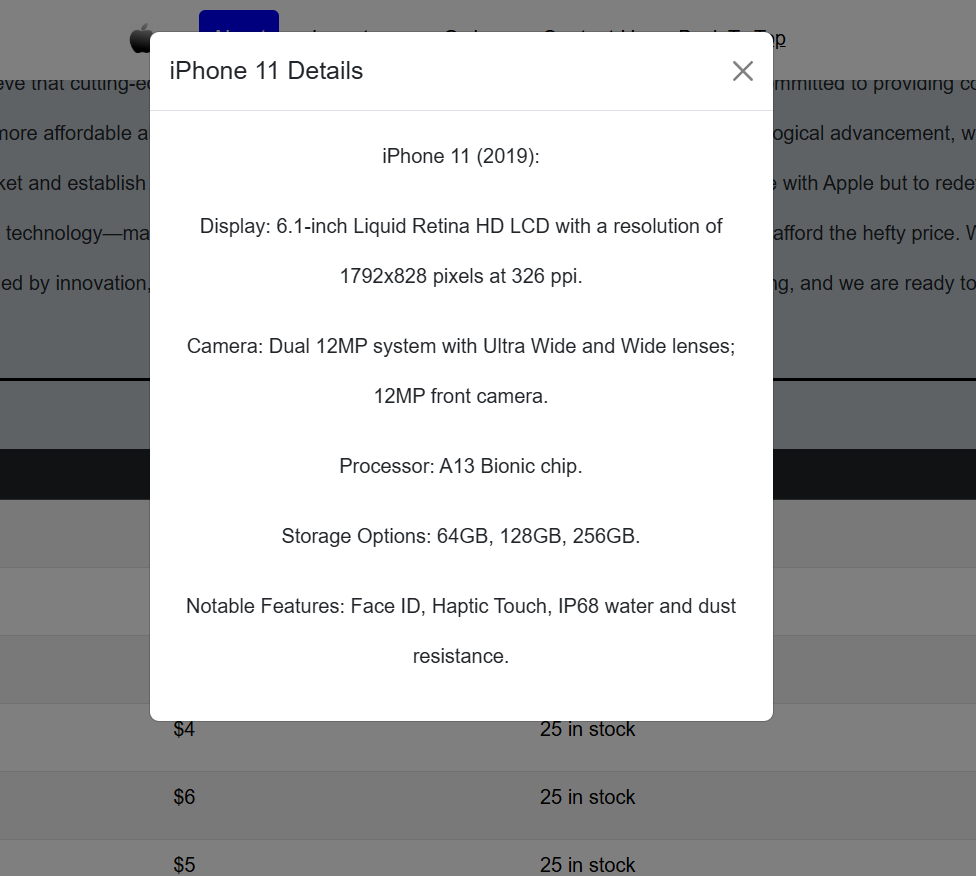 iPhone 11 Details
eve that cutting-e
mmitted to providing co
more affordable a
ogical advancement, w
iPhone 11 (2019):
ket and establish
e with Apple but to rede
Display: 6.1-inch Liquid Retina HD LCD with a resolution of
technology—ma
afford the hefty price. W
1792x828 pixels at 326 ppi.
ed by innovation,
ng, and we are ready to
Camera: Dual 12MP system with Ultra Wide and Wide lenses;
12MP front camera.
Processor: A13 Bionic chip.
Storage Options: 64GB, 128GB, 256GB.
Notable Features: Face ID, Haptic Touch, IP68 water and dust
resistance.
$4 25 in stock
$6 25 in stock
$5 25 in stock